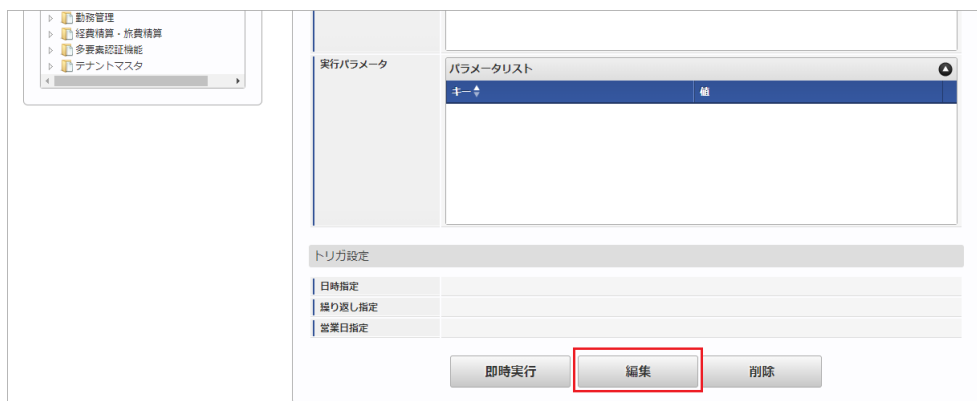 勤務管理
経費精算・旅費精算
多要素認証機能
テナントマスタ
実行パラメータ
パラメータリスト
キー 値
トリガ設定
日時指定
繰り返し指定
営業日指定
即時実行 編集 削除